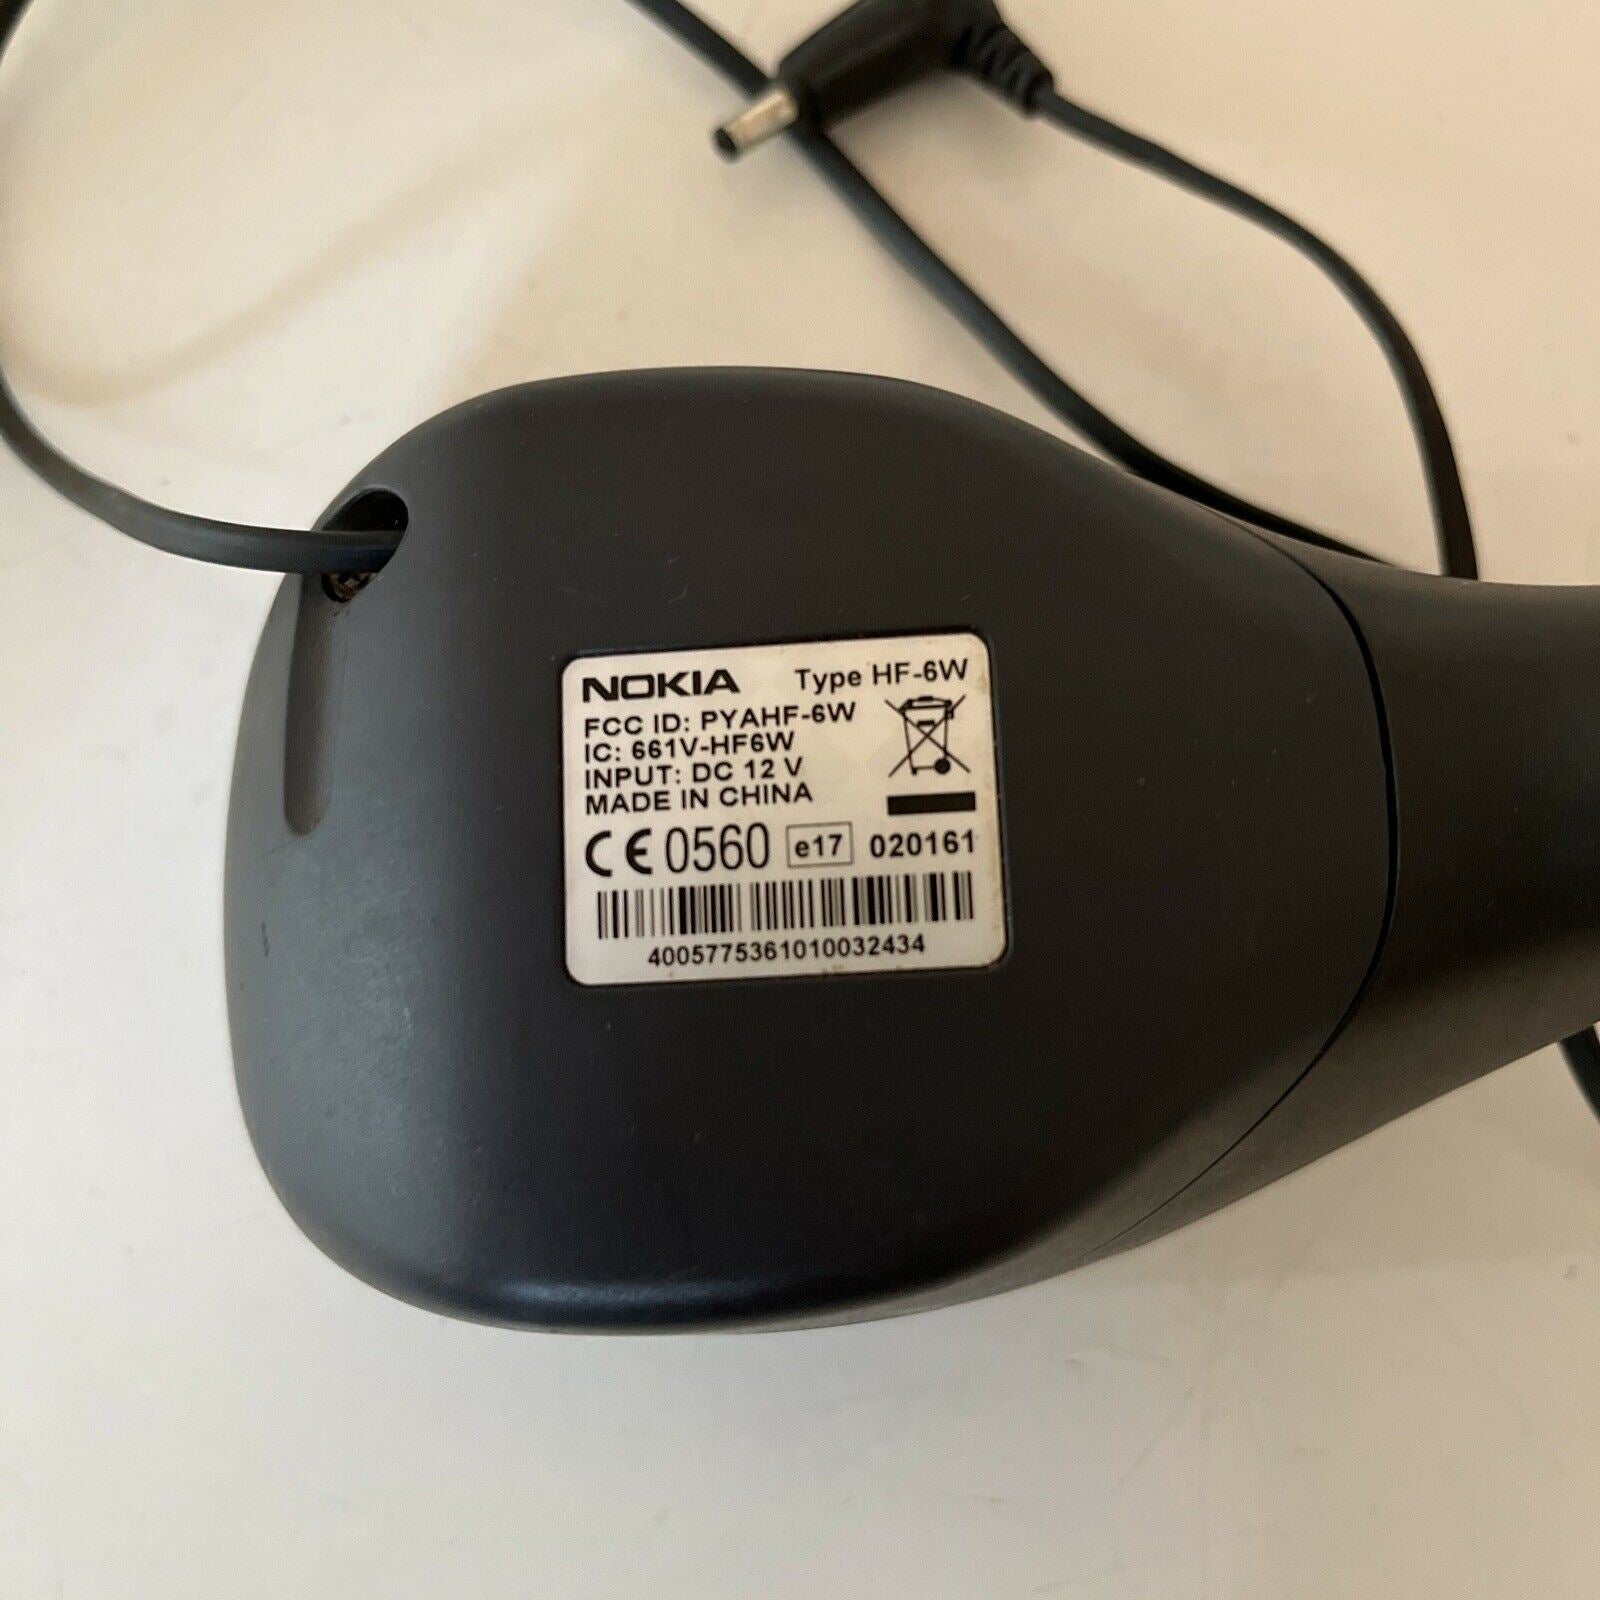 NOKIA Type HF-6W
FCC ID: PYAHF-6W
IC: 661V-HF6W
INPUT: DC 12 V
MADE IN CHINA
CE 0560 e17 020161
4005775361010032434